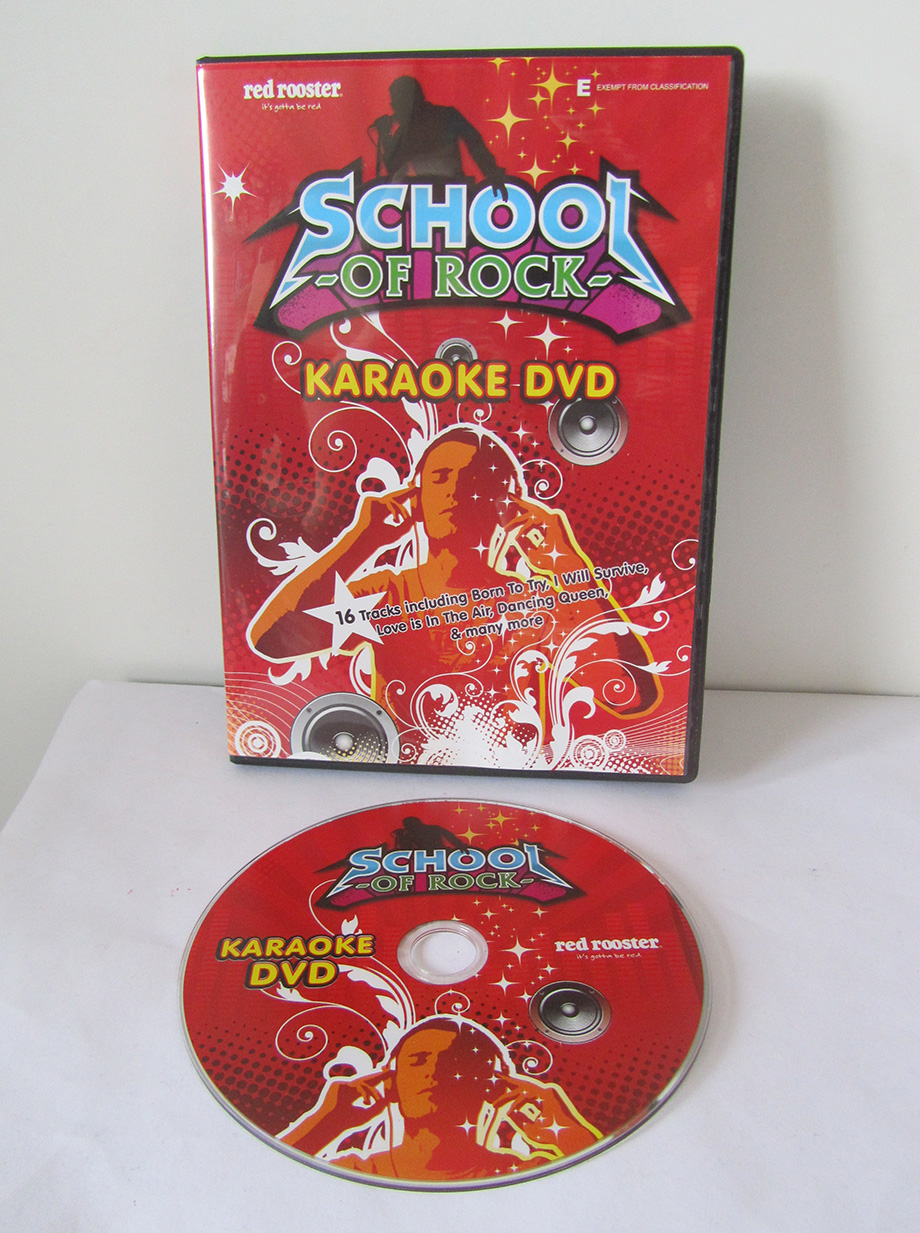 red rooster
it's gotta be red
E EXEMPT FROM CLASSIFICATION
SCHOOL
-OF ROCK-
KARAOKE DVD
16 Tracks including Born To Try, I Will Survive,
Love is In The Air, Dancing Queen,
& many more
SCHOOL
-OF ROCK-
KARAOKE
DVD
red rooster
it's gotta be red